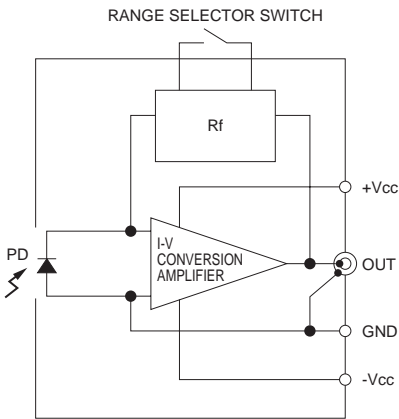 RANGE SELECTOR SWITCH
Rf
+Vcc
I-V
CONVERSION
AMPLIFIER
PD
OUT
GND
-Vcc